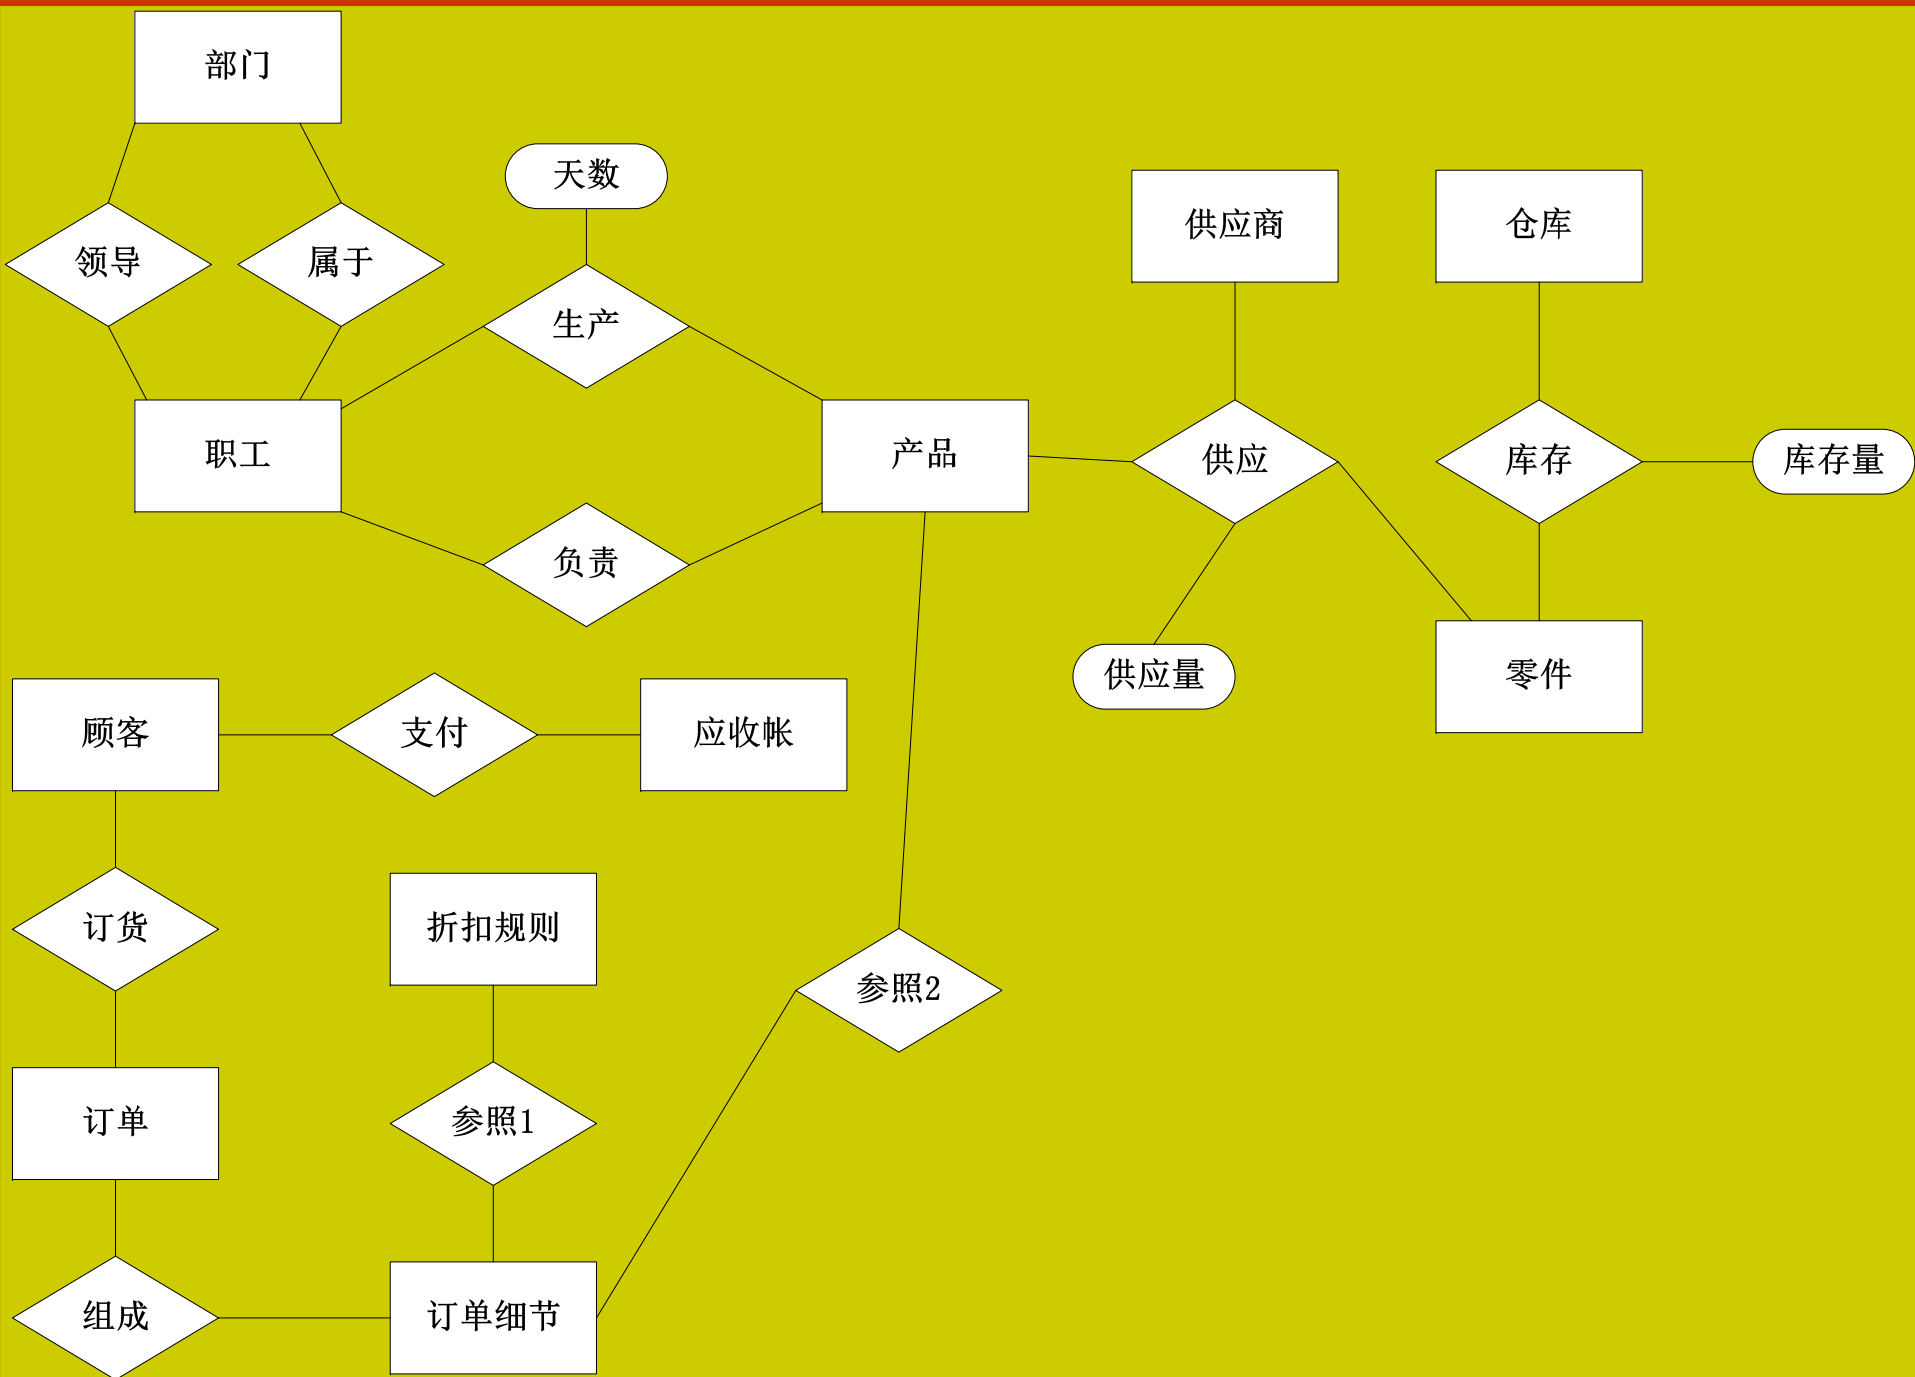 部门
天数
供应商
仓库
领导
属于
生产
职工
产品
供应
库存
库存量
负责
供应量
零件
顾客
支付
应收帐
订货
折扣规则
参照2
订单
参照1
组成
订单细节